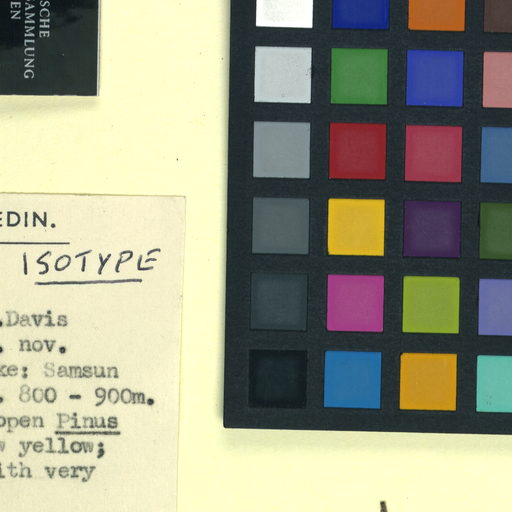 SCHE
AMMLUNG
EN
EDIN.
ISOTYPE
.Davis
. nov.
ke: Samsun
. 800 - 900m.
open Pinus
w yellow;
ith very